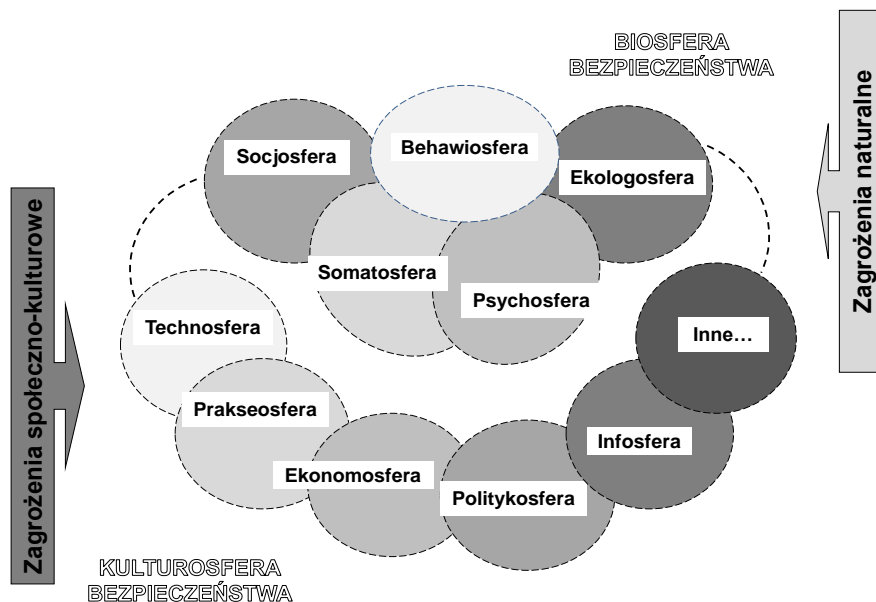 BIOSFERA
BEZPIECZEŃSTWA
Zagrożenia naturalne
Behawiosfera
Socjosfera
Ekologosfera
Somatosfera
Psychosfera
Technosfera
Inne…
Prakseosfera
Infosfera
Ekonomosfera
Politykosfera
Zagrożenia społeczno-kulturowe
KULTUROSFERA
BEZPIECZEŃSTWA